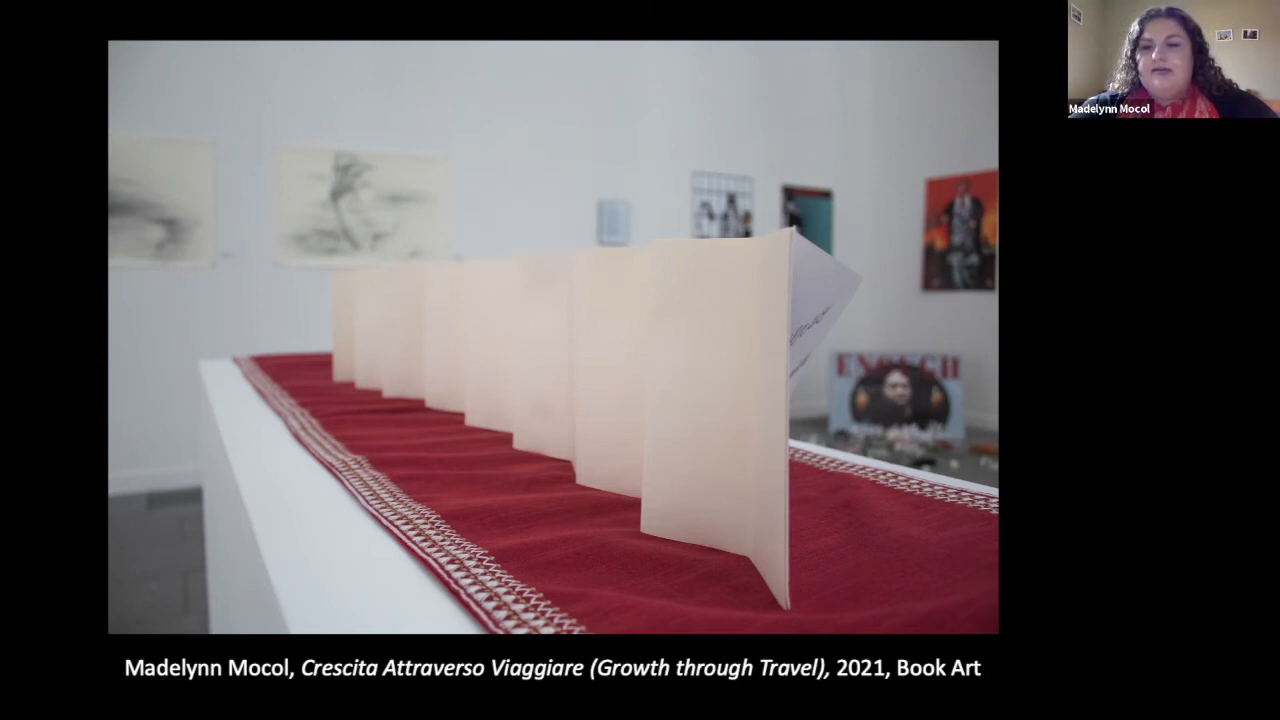 Madelynn Mocol
ENOUGH
Madelynn Mocol, Crescita Attraverso Viaggiare (Growth through Travel), 2021, Book Art